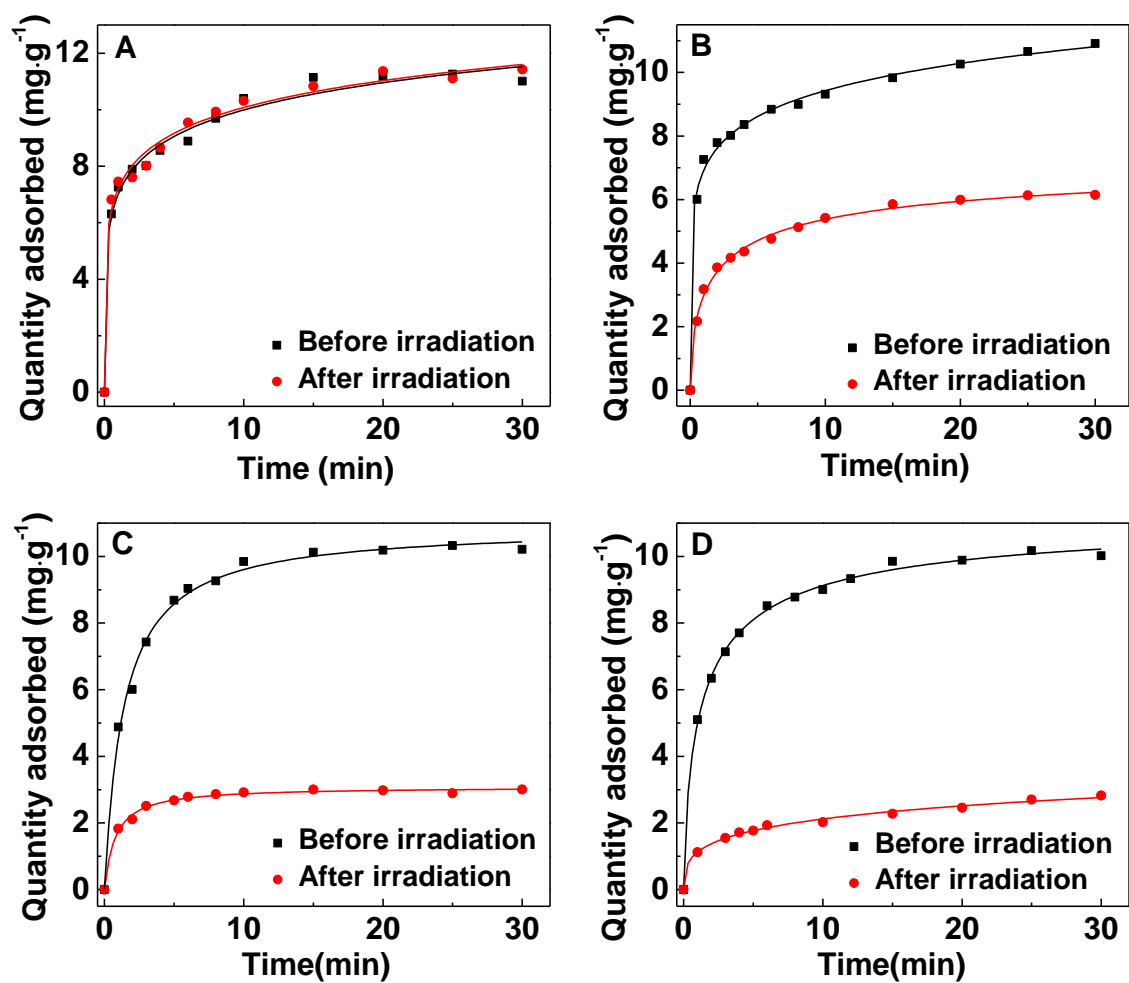 A
Quantity adsorbed (mg·g⁻¹)
12
8
4
0
Before irradiation
After irradiation
0 10 20 30
Time (min)
B
Quantity adsorbed (mg·g⁻¹)
10
8
6
4
2
0
Before irradiation
After irradiation
0 10 20 30
Time(min)
C
Quantity adsorbed (mg·g⁻¹)
10
8
6
4
2
0
Before irradiation
After irradiation
0 10 20 30
Time(min)
D
Quantity adsorbed (mg·g⁻¹)
10
8
6
4
2
0
Before irradiation
After irradiation
0 10 20 30
Time(min)